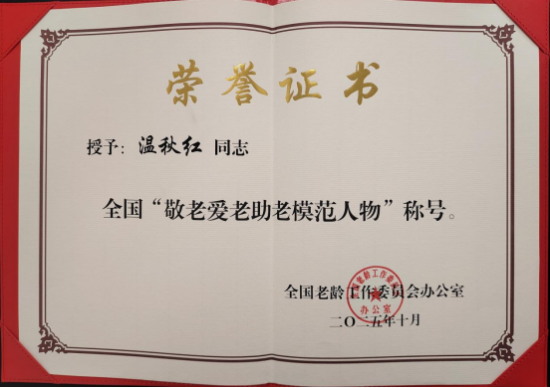 荣誉证书
授予：温秋红 同志
全国“敬老爱老助老模范人物”称号。
全国老龄工作委员会办公室
二〇二五年十月